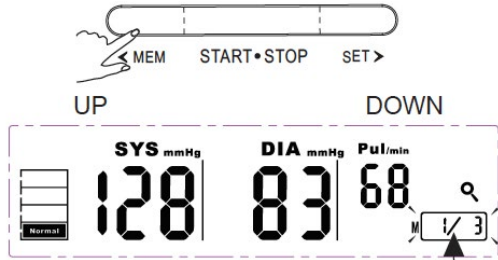 < MEM START•STOP SET >
UP DOWN
SYS mmHg DIA mmHg Pul/min
128 83 68
Normal M 1/ 3